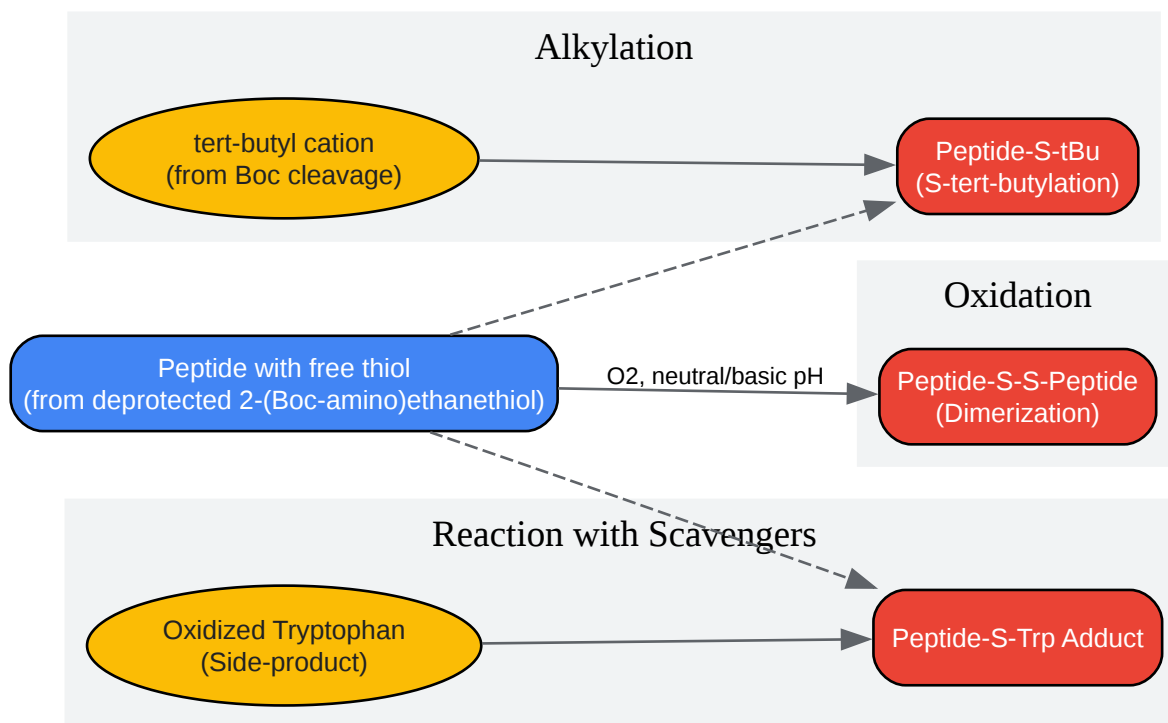 Alkylation
tert-butyl cation
(from Boc cleavage)
Peptide-S-tBu
(S-tert-butylation)
Oxidation
Peptide with free thiol
(from deprotected 2-(Boc-amino)ethanethiol)
O2, neutral/basic pH
Peptide-S-S-Peptide
(Dimerization)
Reaction with Scavengers
Oxidized Tryptophan
(Side-product)
Peptide-S-Trp Adduct